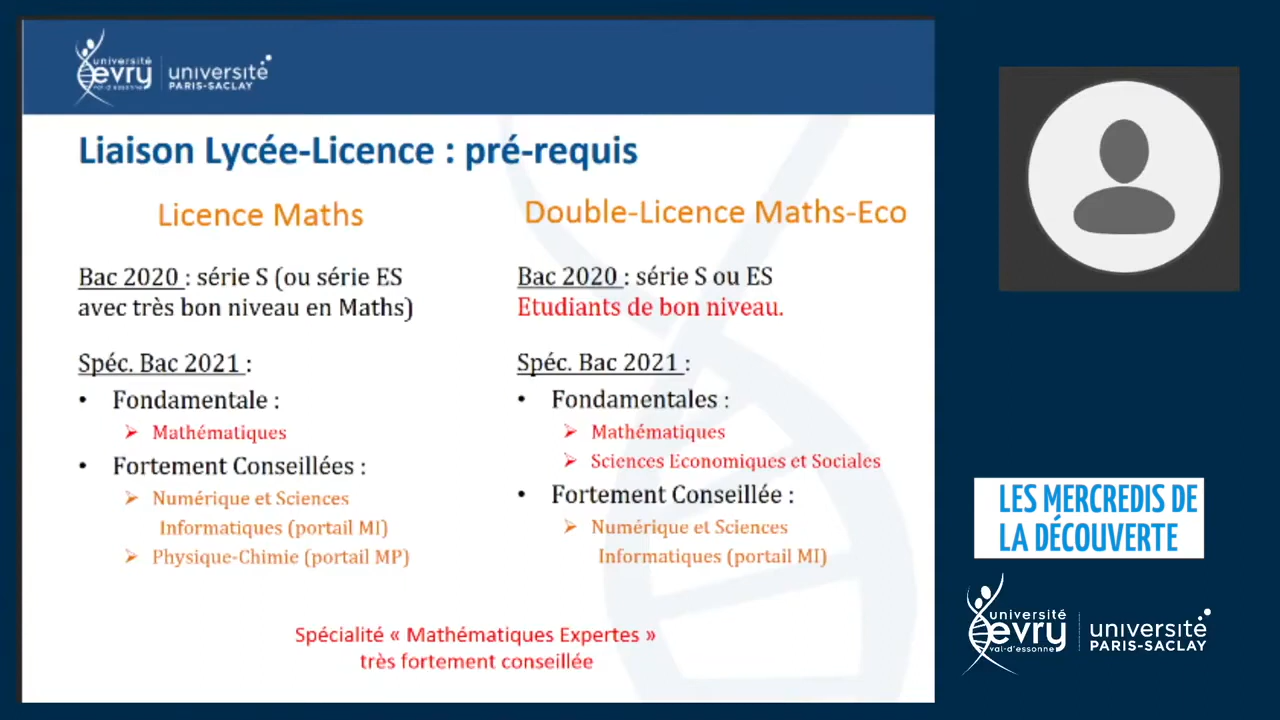 université
evry
val-d'essonne
université
PARIS-SACLAY
Liaison Lycée-Licence : pré-requis
Licence Maths
Bac 2020 : série S (ou série ES
avec très bon niveau en Maths)
Spéc. Bac 2021 :
• Fondamentale :
➢ Mathématiques
• Fortement Conseillées :
➢ Numérique et Sciences
Informatiques (portail MI)
➢ Physique-Chimie (portail MP)
Double-Licence Maths-Eco
Bac 2020 : série S ou ES
Etudiants de bon niveau.
Spéc. Bac 2021 :
• Fondamentales :
➢ Mathématiques
➢ Sciences Economiques et Sociales
• Fortement Conseillée :
➢ Numérique et Sciences
Informatiques (portail MI)
Spécialité « Mathématiques Expertes »
très fortement conseillée
LES MERCREDIS DE
LA DÉCOUVERTE
université
evry
val-d'essonne
université
PARIS-SACLAY